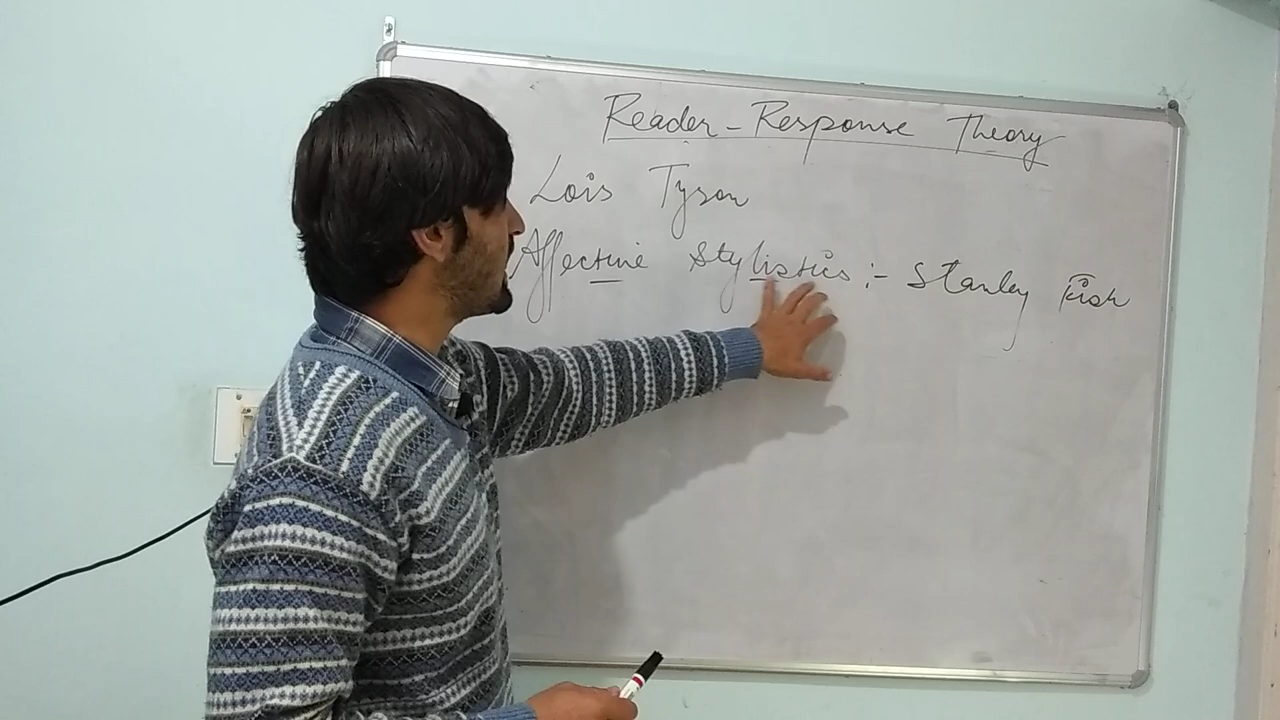 Reader-Response Theory
Lois Tyson
Affective Stylistics :- Stanley Fish